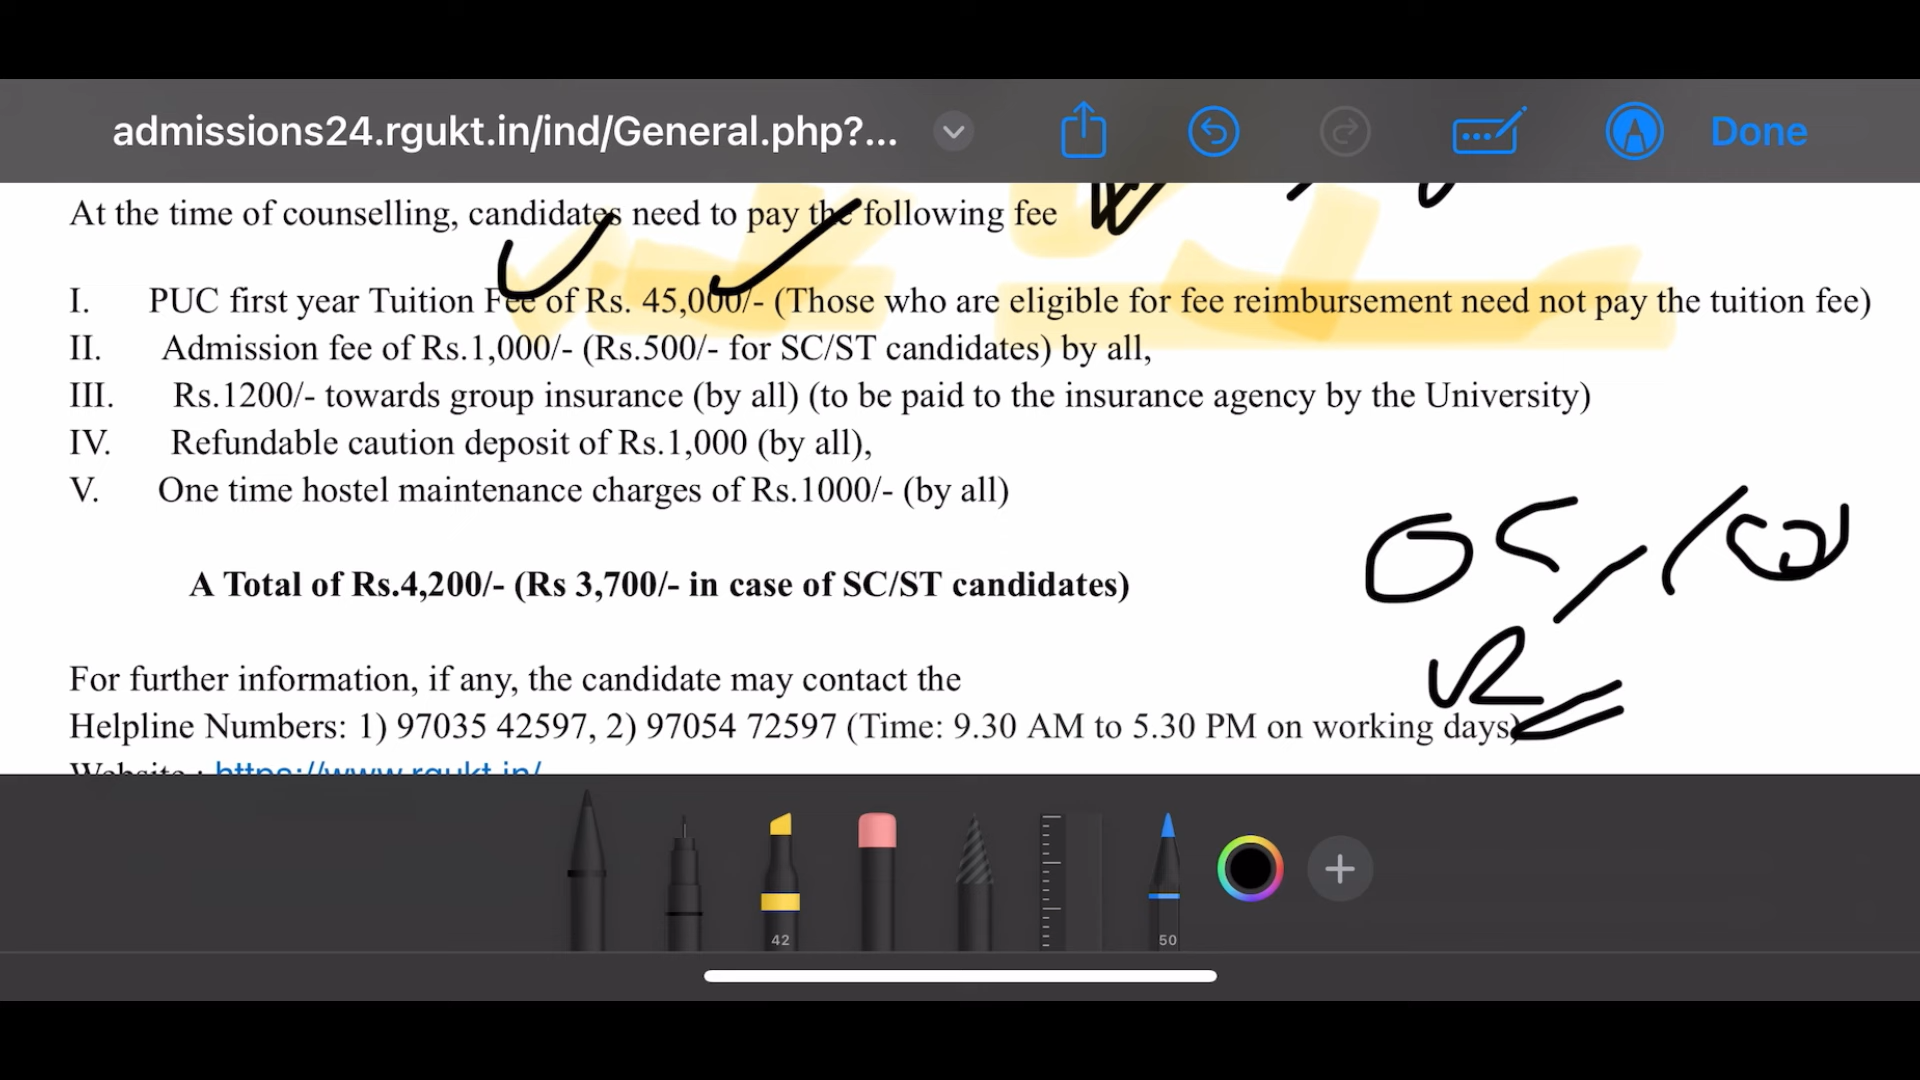 admissions24.rgukt.in/ind/General.php?...
Done
At the time of counselling, candidates need to pay the following fee
I. PUC first year Tuition Fee of Rs. 45,000/- (Those who are eligible for fee reimbursement need not pay the tuition fee)
II. Admission fee of Rs.1,000/- (Rs.500/- for SC/ST candidates) by all,
III. Rs.1200/- towards group insurance (by all) (to be paid to the insurance agency by the University)
IV. Refundable caution deposit of Rs.1,000 (by all),
V. One time hostel maintenance charges of Rs.1000/- (by all)
OC,
A Total of Rs.4,200/- (Rs 3,700/- in case of SC/ST candidates)
For further information, if any, the candidate may contact the
Helpline Numbers: 1) 97035 42597, 2) 97054 72597 (Time: 9.30 AM to 5.30 PM on working days)
Website : https://www.rgukt.in/
42
50